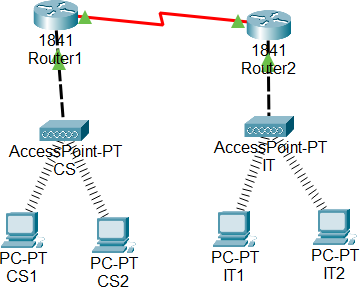 1841
Router1
1841
Router2
AccessPoint-PT
CS
AccessPoint-PT
IT
PC-PT
CS1
PC-PT
CS2
PC-PT
IT1
PC-PT
IT2